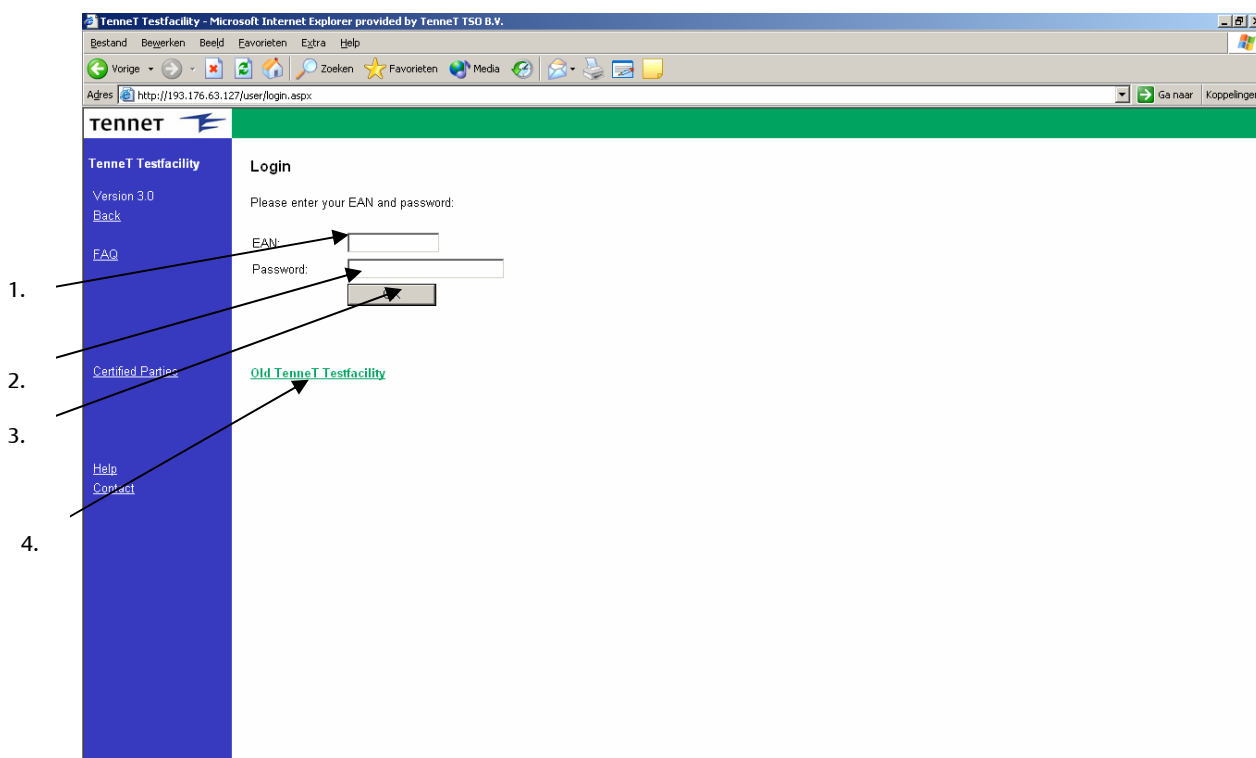 TenneT Testfacility - Microsoft Internet Explorer provided by TenneT TSO B.V.
Bestand Bewerken Beeld Favorieten Extra Help
Vorige Zoeken Favorieten Media
Adres http://193.176.63.127/user/login.aspx Ga naar Koppelingen
TenneT
TenneT Testfacility
Login
Version 3.0
Back
Please enter your EAN and password:
FAQ
EAN:
Password:
1.
Certified Parties
Old TenneT Testfacility
2.
3.
Help
Contact
4.